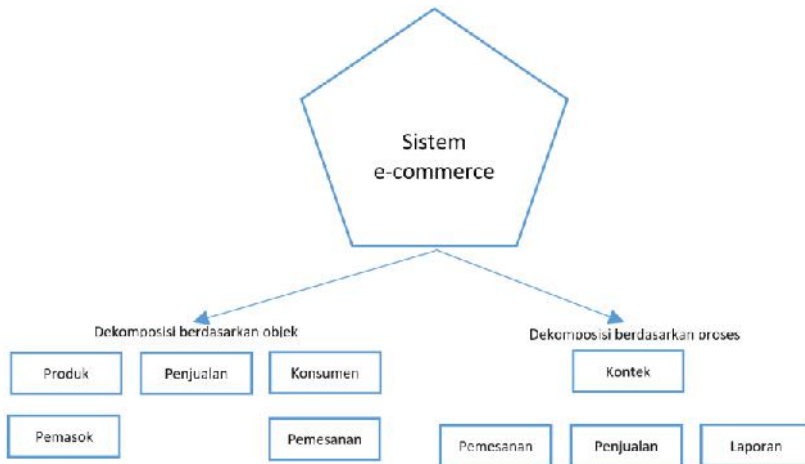 Sistem
e-commerce
Dekomposisi berdasarkan objek
Dekomposisi berdasarkan proses
Produk
Penjualan
Konsumen
Kontek
Pemasok
Pemesanan
Pemesanan
Penjualan
Laporan